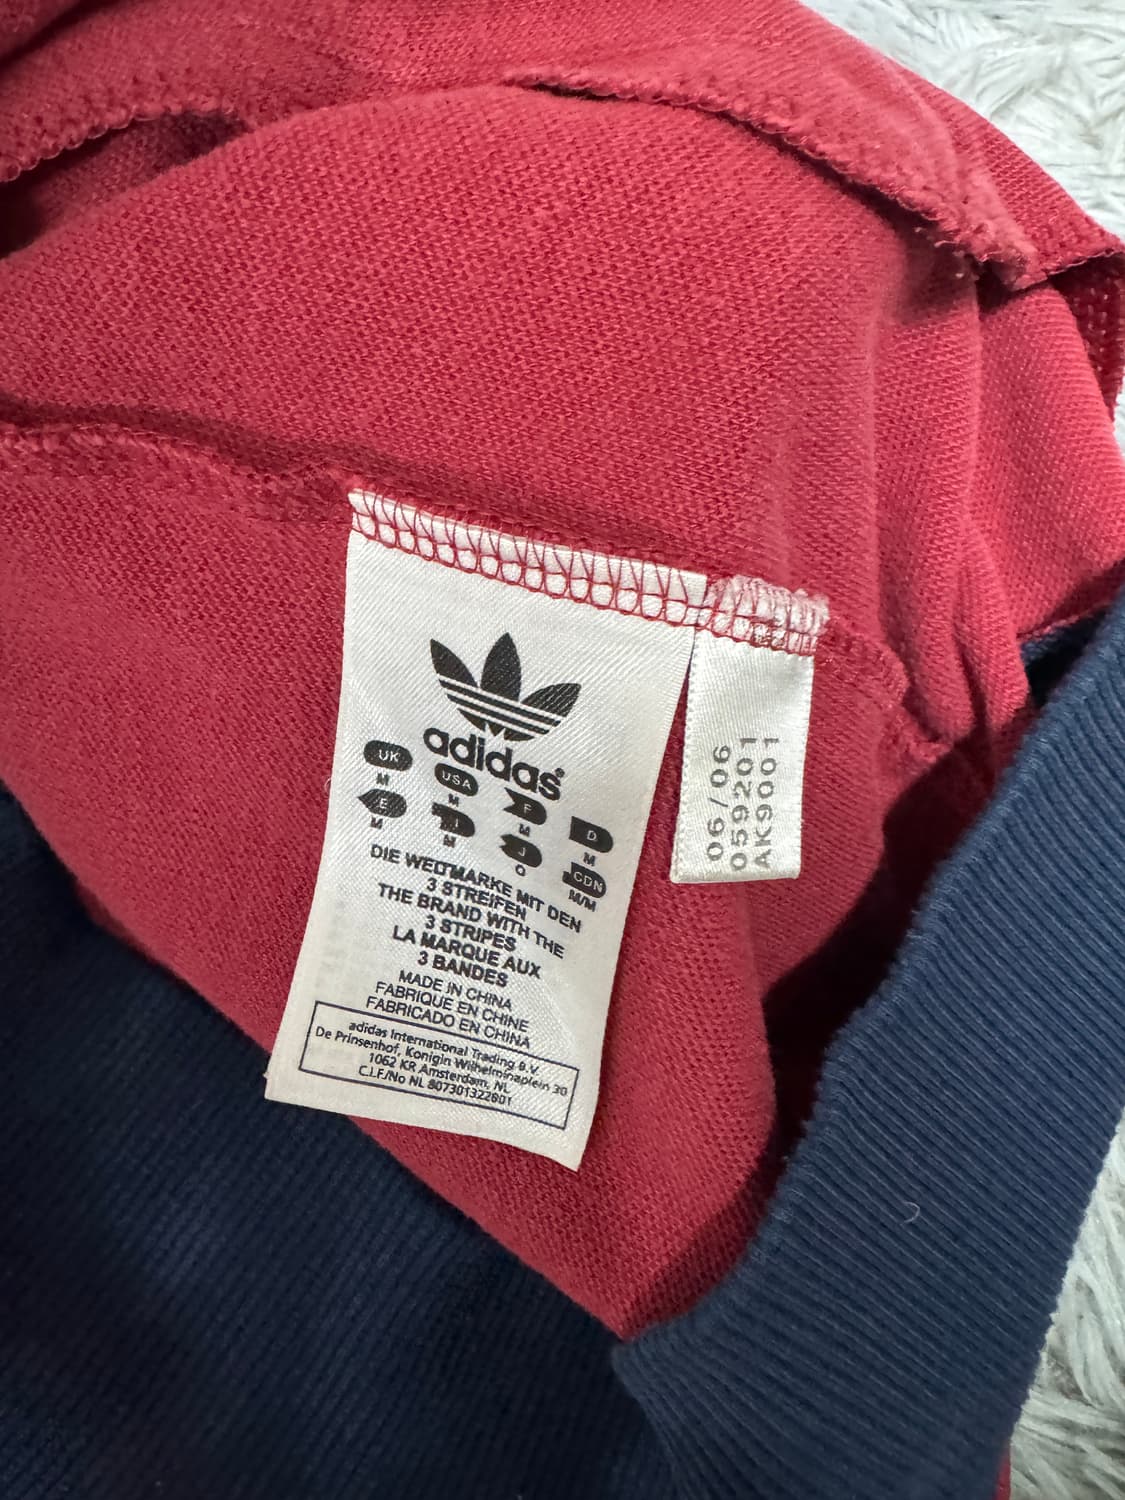 adidas®
UK USA F D
M M M M
E I J CDN
M M O M/M
DIE WELTMARKE MIT DEN
3 STREIFEN
THE BRAND WITH THE
3 STRIPES
LA MARQUE AUX
3 BANDES
MADE IN CHINA
FABRIQUE EN CHINE
FABRICADO EN CHINA
adidas International Trading B.V.
De Prinsenhof, Konigin Wilhelminaplein 30
1062 KR Amsterdam, NL
C.I.F./No NL 807301322B01
06/06
059201
AK9001